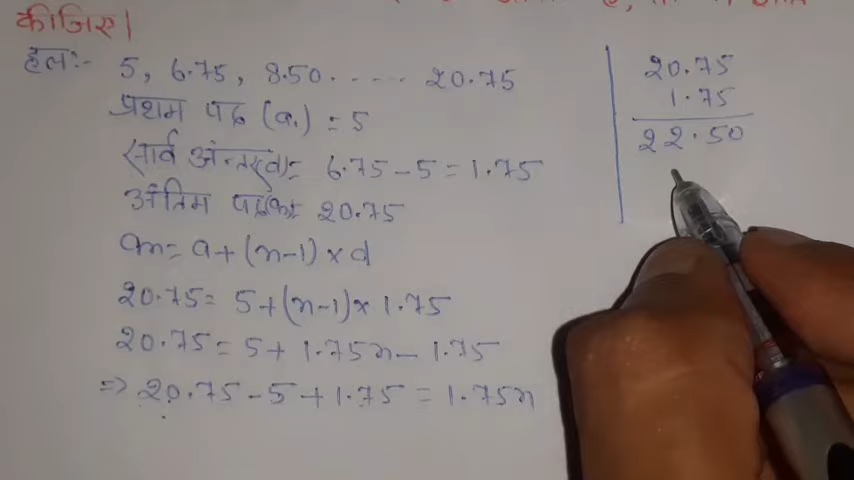 कीजिए।
हल:- 5, 6.75, 8.50 ..... 20.75
प्रथम पद (a) = 5
सार्व अन्तर(d)= 6.75 - 5 = 1.75
अंतिम पद = 20.75
an = a + (n-1) × d
20.75 = 5 + (n-1) × 1.75
20.75 = 5 + 1.75n - 1.75
=> 20.75 - 5 + 1.75 = 1.75n
20.75
1.75
22.50